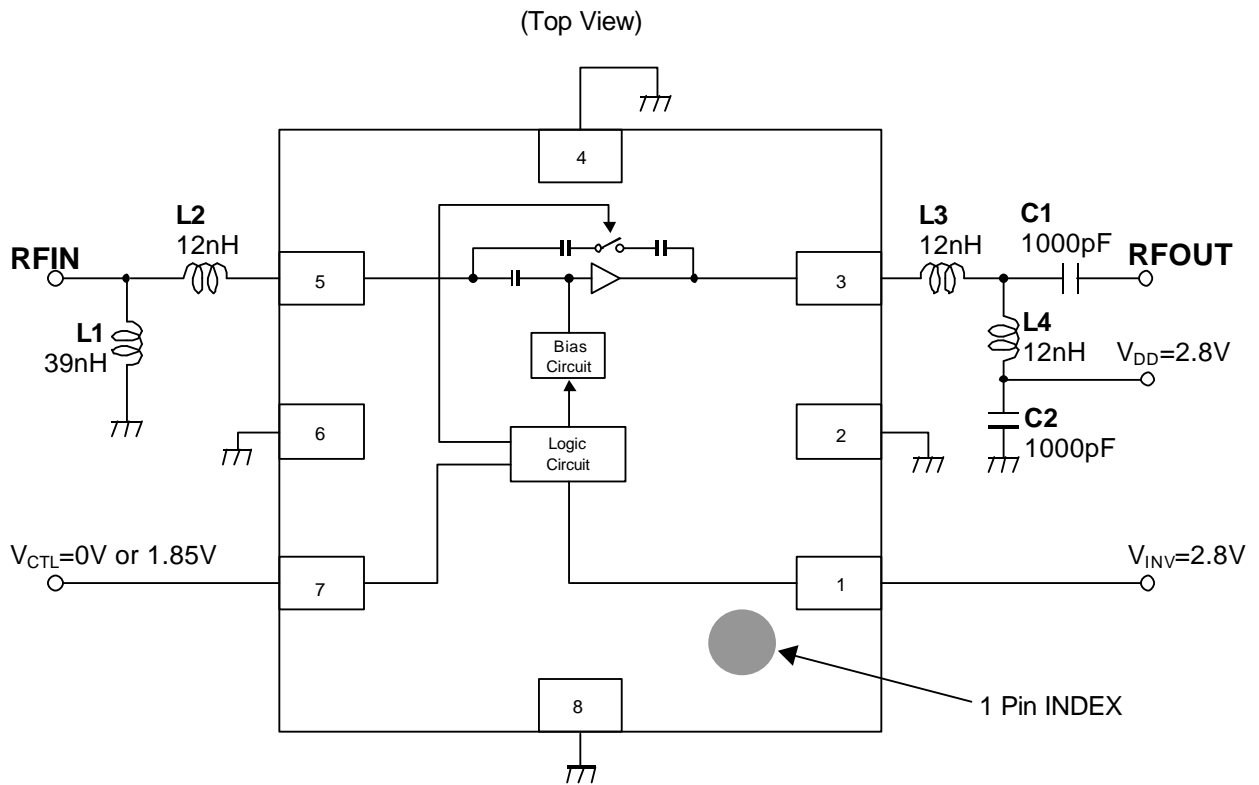 (Top View)
4
L2
12nH
RFIN
5
L1
39nH
L3
12nH
C1
1000pF
RFOUT
3
L4
12nH
V_DD=2.8V
Bias
Circuit
6
Logic
Circuit
2
C2
1000pF
V_CTL=0V or 1.85V
7
1
V_INV=2.8V
8
1 Pin INDEX